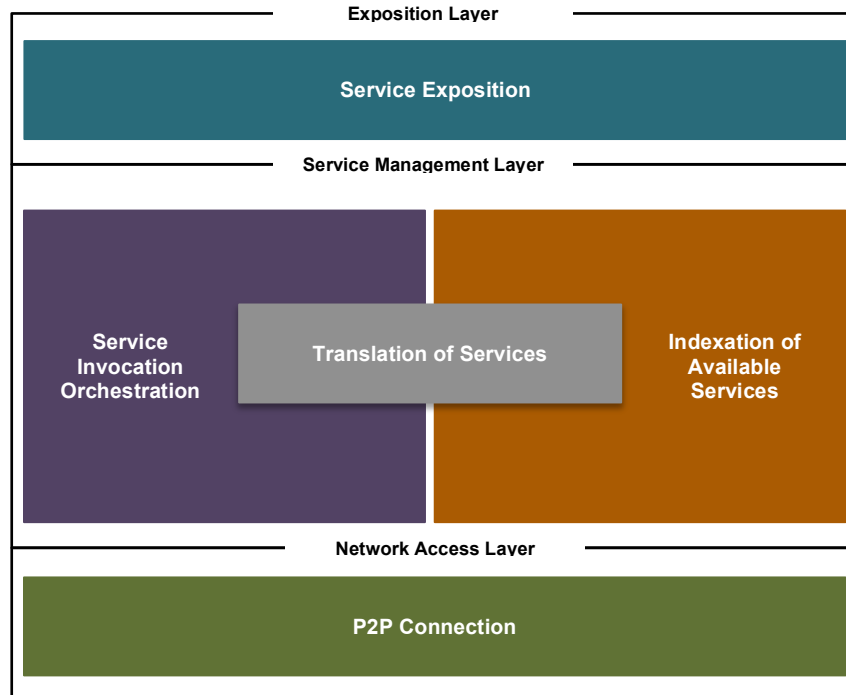 Exposition Layer
Service Exposition
Service Management Layer
Service
Invocation
Orchestration
Translation of Services
Indexation of
Available
Services
Network Access Layer
P2P Connection